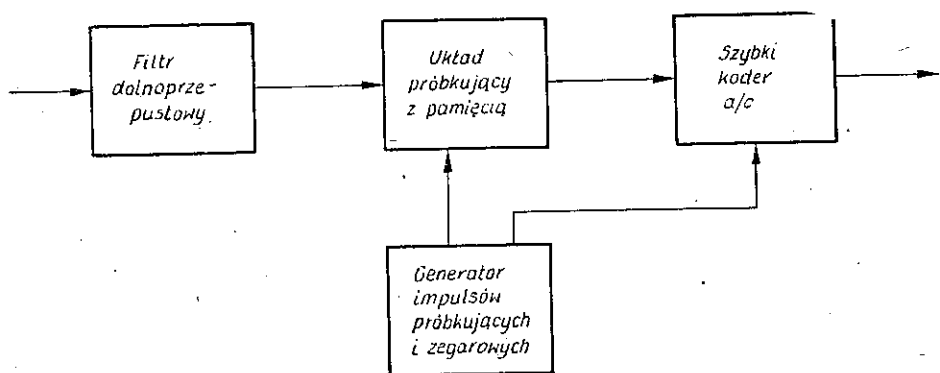 Filtr
dolnoprze-
pustowy
Układ
próbkujący
z pamięcią
Szybki
koder
a/c
Generator
impulsów
próbkujących
i zegarowych